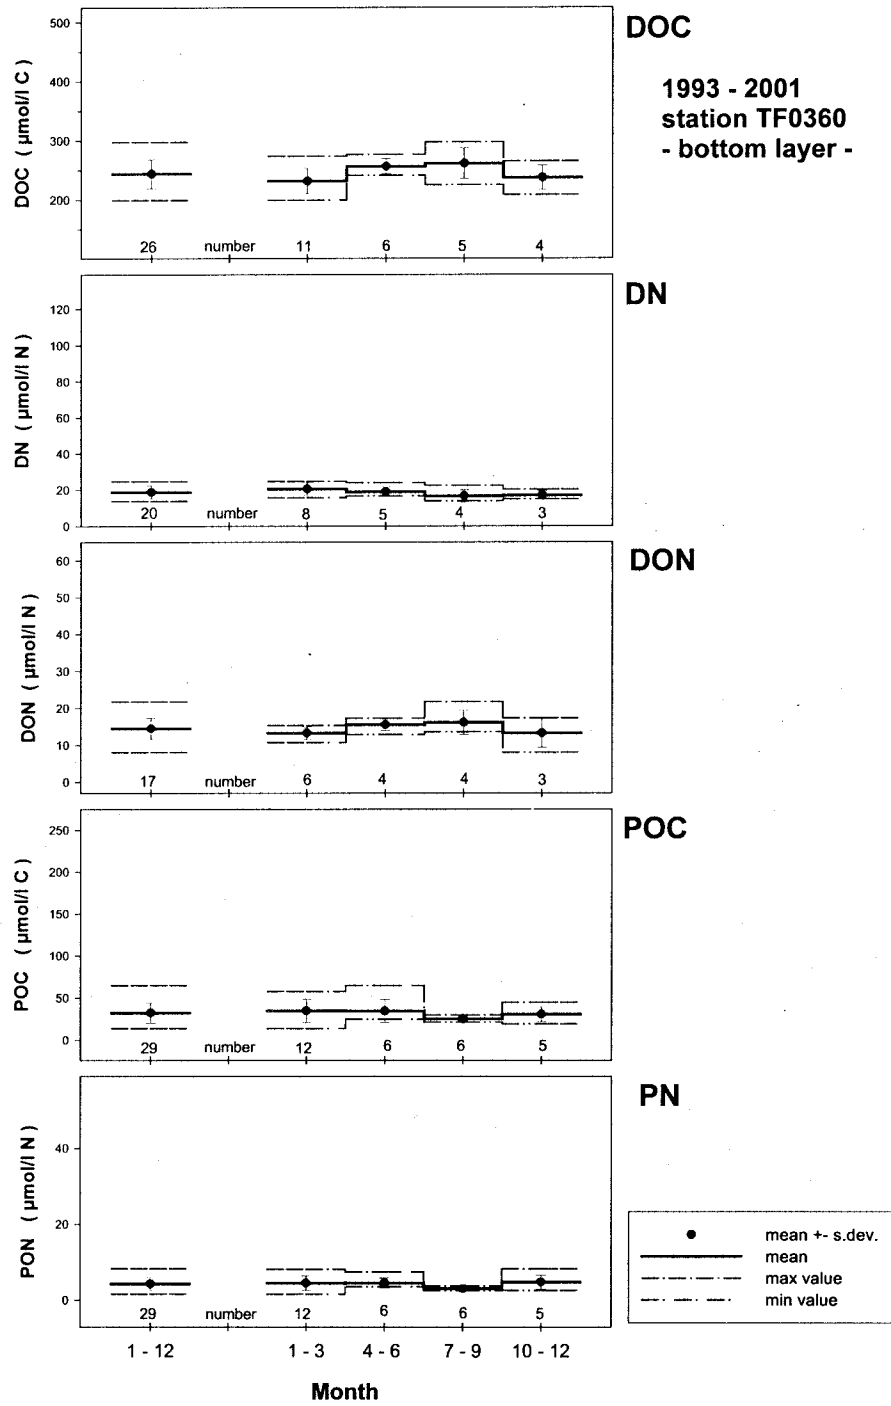 DOC
1993 - 2001
station TF0360
- bottom layer -
DOC ( µmol/l C )
500
400
300
200
26 number 11 6 5 4
DN
DN ( µmol/l N )
120
100
80
60
40
20
0
20 number 8 5 4 3
DON
DON ( µmol/l N )
60
50
40
30
20
10
0
17 number 6 4 4 3
POC
POC ( µmol/l C )
250
200
150
100
50
0
29 number 12 6 6 5
PN
PON ( µmol/l N )
40
20
0
29 number 12 6 6 5
1 - 12 1 - 3 4 - 6 7 - 9 10 - 12
Month
mean +- s.dev.
mean
max value
min value